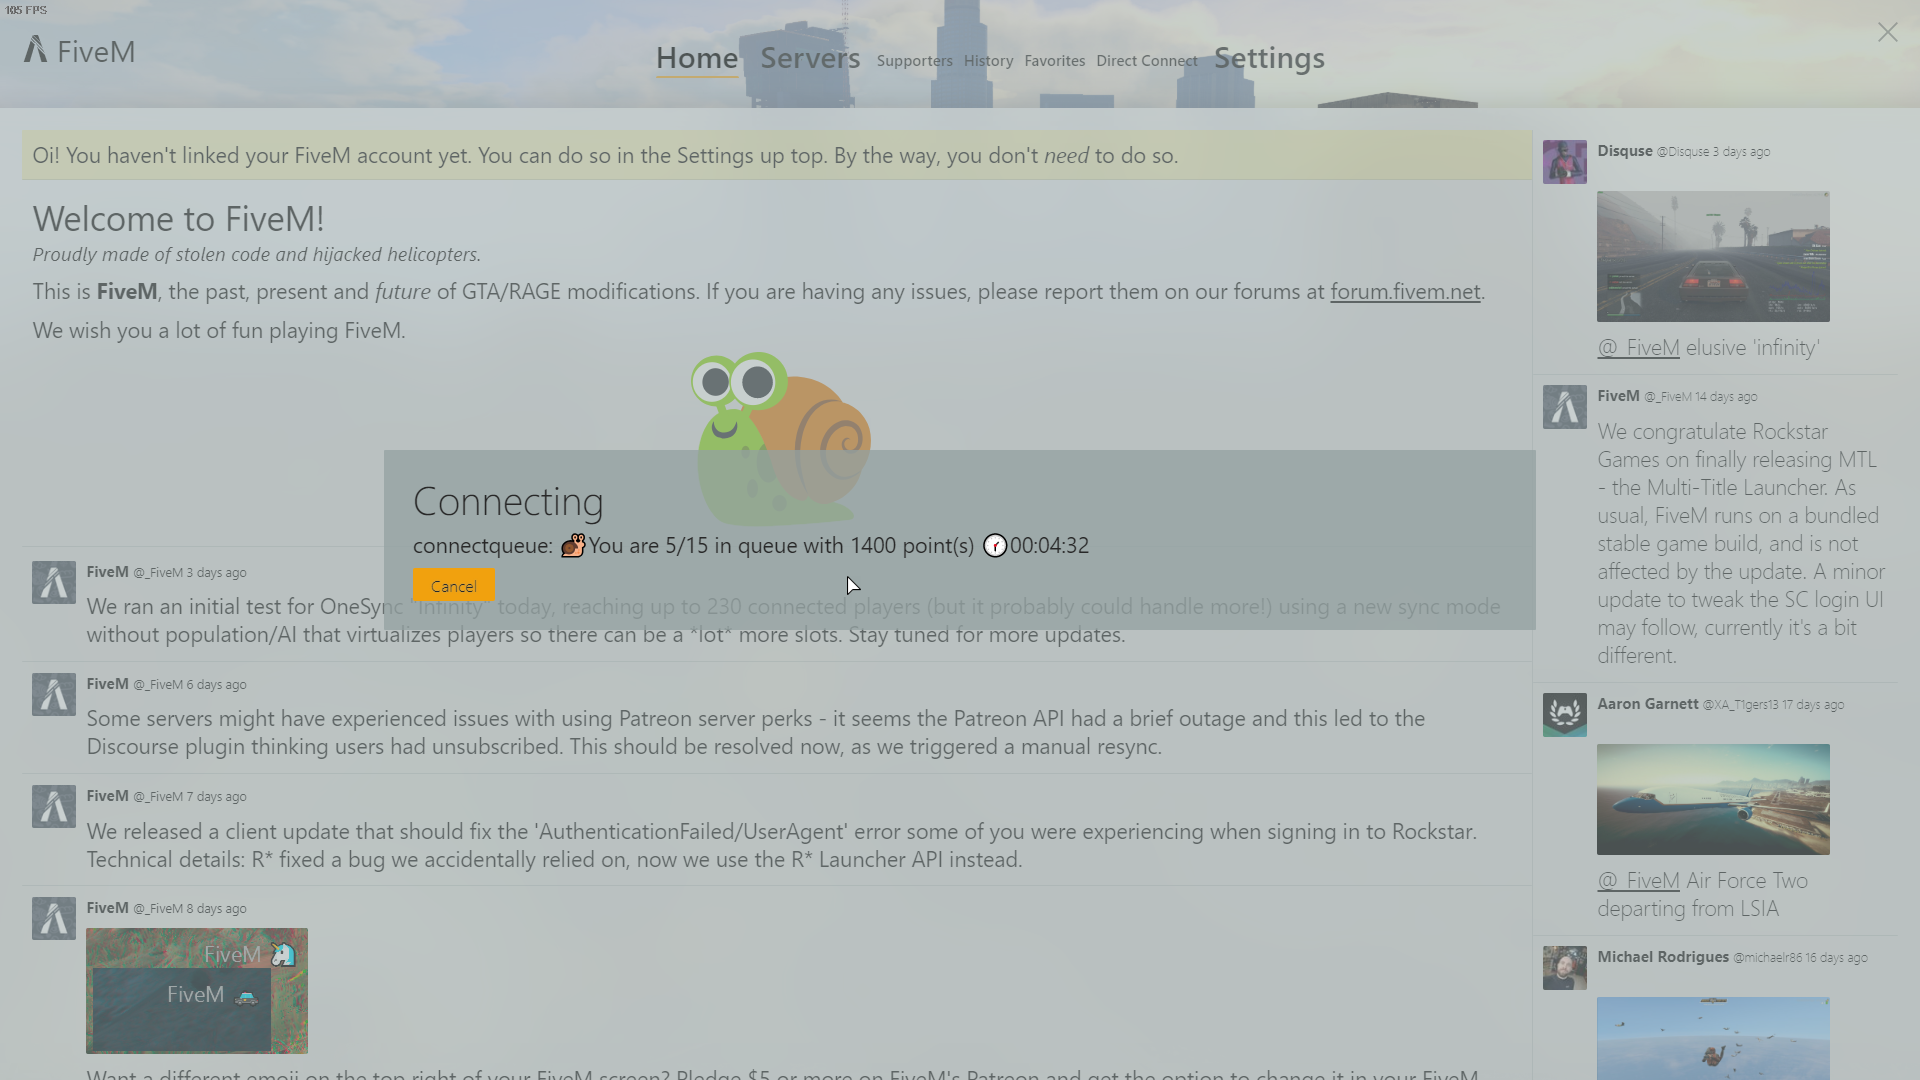 105 FPS
FiveM
Home Servers Supporters History Favorites Direct Connect Settings
Oi! You haven't linked your FiveM account yet. You can do so in the Settings up top. By the way, you don't need to do so.
Welcome to FiveM!
Proudly made of stolen code and hijacked helicopters.
This is FiveM, the past, present and future of GTA/RAGE modifications. If you are having any issues, please report them on our forums at forum.fivem.net.
We wish you a lot of fun playing FiveM.
Connecting
connectqueue: 🐌You are 5/15 in queue with 1400 point(s) 🕐00:04:32
Cancel
FiveM @_FiveM 3 days ago
We ran an initial test for OneSync "Infinity" today, reaching up to 230 connected players (but it probably could handle more!) using a new sync mode
without population/AI that virtualizes players so there can be a *lot* more slots. Stay tuned for more updates.
FiveM @_FiveM 6 days ago
Some servers might have experienced issues with using Patreon server perks - it seems the Patreon API had a brief outage and this led to the
Discourse plugin thinking users had unsubscribed. This should be resolved now, as we triggered a manual resync.
FiveM @_FiveM 7 days ago
We released a client update that should fix the 'AuthenticationFailed/UserAgent' error some of you were experiencing when signing in to Rockstar.
Technical details: R* fixed a bug we accidentally relied on, now we use the R* Launcher API instead.
FiveM @_FiveM 8 days ago
FiveM
FiveM
Want a different emoji on the top right of your FiveM screen? Pledge $5 or more on FiveM's Patreon and get the option to change it in your FiveM
Disquse @Disquse 3 days ago
@_FiveM elusive 'infinity'
FiveM @_FiveM 14 days ago
We congratulate Rockstar
Games on finally releasing MTL
- the Multi-Title Launcher. As
usual, FiveM runs on a bundled
stable game build, and is not
affected by the update. A minor
update to tweak the SC login UI
may follow, currently it's a bit
different.
Aaron Garnett @XA_T1gers13 17 days ago
@_FiveM Air Force Two
departing from LSIA
Michael Rodrigues @michaelr86 16 days ago